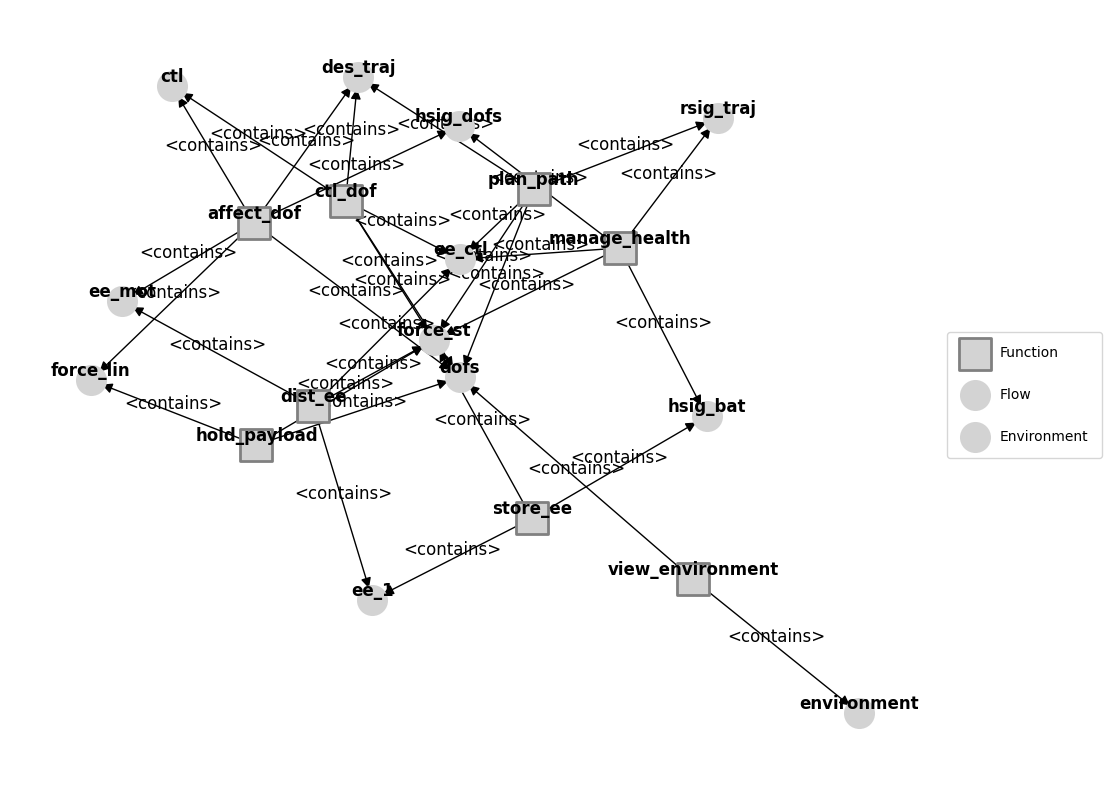 des_traj
ctl
rsig_traj
hsig_dofs
<contains>
<contains>
<contains>
<contains>
<contains>
<contains>
<contains>
<contains>
plan_path
ctl_dof
affect_dof
<contains>
<contains>
manage_health
<contains>
ee_ctl
<contains>
<contains>
<contains>
<contains>
<contains>
<contains>
ee_mot
<contains>
<contains>
<contains>
force_st
<contains>
Function
<contains>
dofs
force_lin
<contains>
Flow
dist_ee
<contains>
<contains>
hsig_bat
<contains>
hold_payload
Environment
<contains>
<contains>
<contains>
store_ee
<contains>
view_environment
ee_1
<contains>
environment